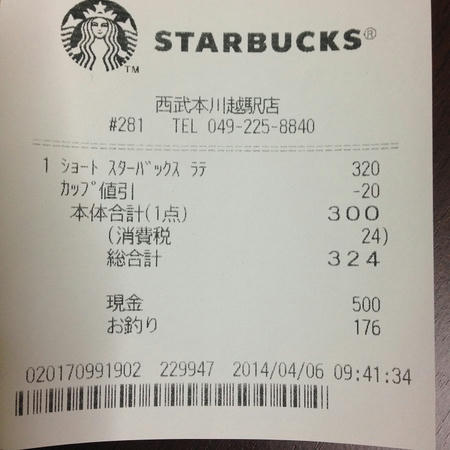 STARBUCKS®
TM
西武本川越駅店
#281 TEL 049-225-8840
1 ショート スターバックス ラテ 320
カップ値引 -20
本体合計(1点) 300
(消費税 24)
総合計 324
現金 500
お釣り 176
020170991902 229947 2014/04/06 09:41:34